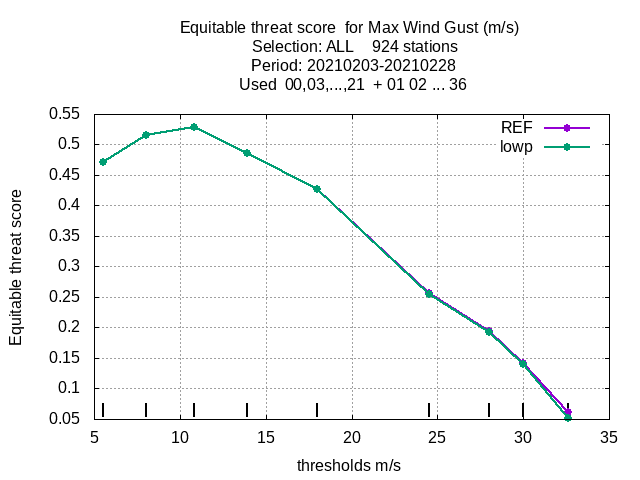 Equitable threat score  for Max Wind Gust (m/s)
Selection: ALL    924 stations
Period: 20210203-20210228
Used  00,03,...,21  + 01 02 ... 36
REF
lowp
Equitable threat score
0.55
0.5
0.45
0.4
0.35
0.3
0.25
0.2
0.15
0.1
0.05
5 10 15 20 25 30 35
thresholds m/s